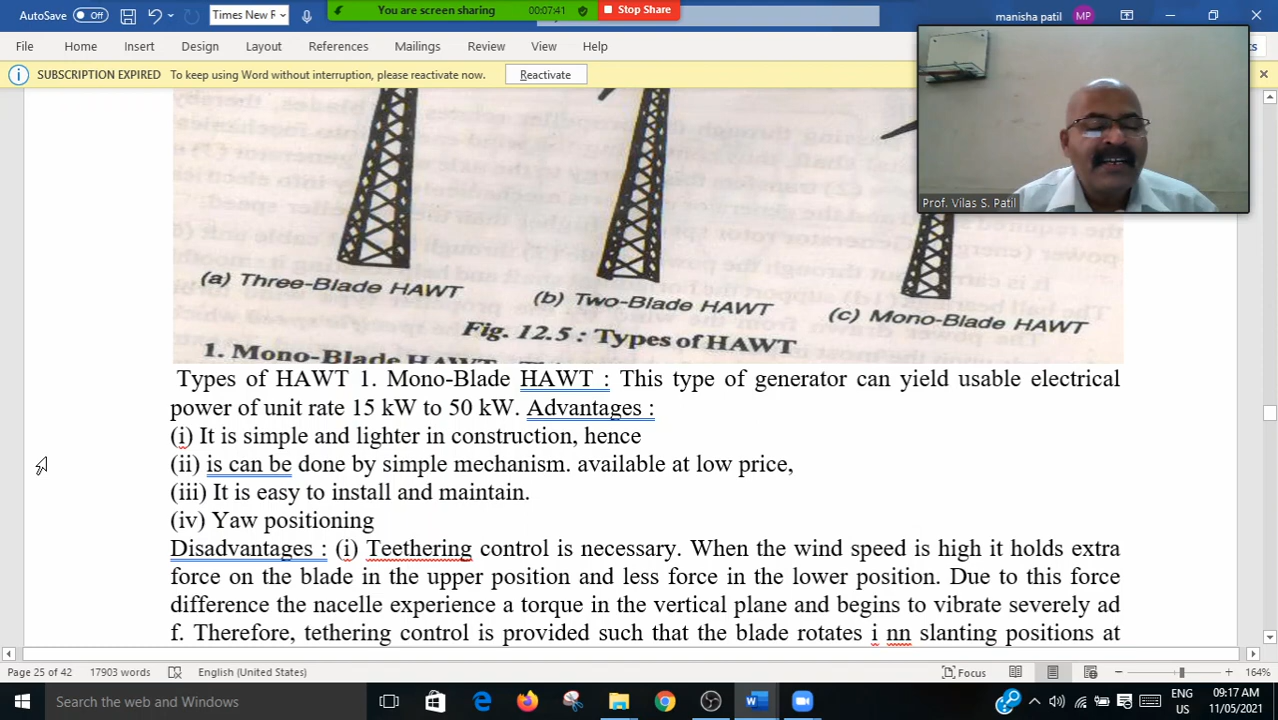 AutoSave Off Times New R You are screen sharing 00:07:41 Stop Share manisha patil MP
File Home Insert Design Layout References Mailings Review View Help
SUBSCRIPTION EXPIRED To keep using Word without interruption, please reactivate now. Reactivate
Prof. Vilas S. Patil
(a) Three-Blade HAWT
(b) Two-Blade HAWT
(c) Mono-Blade HAWT
Fig. 12.5 : Types of HAWT
1. Mono-Blade HAWT
Types of HAWT 1. Mono-Blade HAWT : This type of generator can yield usable electrical
power of unit rate 15 kW to 50 kW. Advantages :
(i) It is simple and lighter in construction, hence
(ii) is can be done by simple mechanism. available at low price,
(iii) It is easy to install and maintain.
(iv) Yaw positioning
Disadvantages : (i) Teethering control is necessary. When the wind speed is high it holds extra
force on the blade in the upper position and less force in the lower position. Due to this force
difference the nacelle experience a torque in the vertical plane and begins to vibrate severely ad
f. Therefore, tethering control is provided such that the blade rotates i nn slanting positions at
Page 25 of 42 17903 words English (United States) Focus 164%
Search the web and Windows ENG 09:17 AM
US 11/05/2021